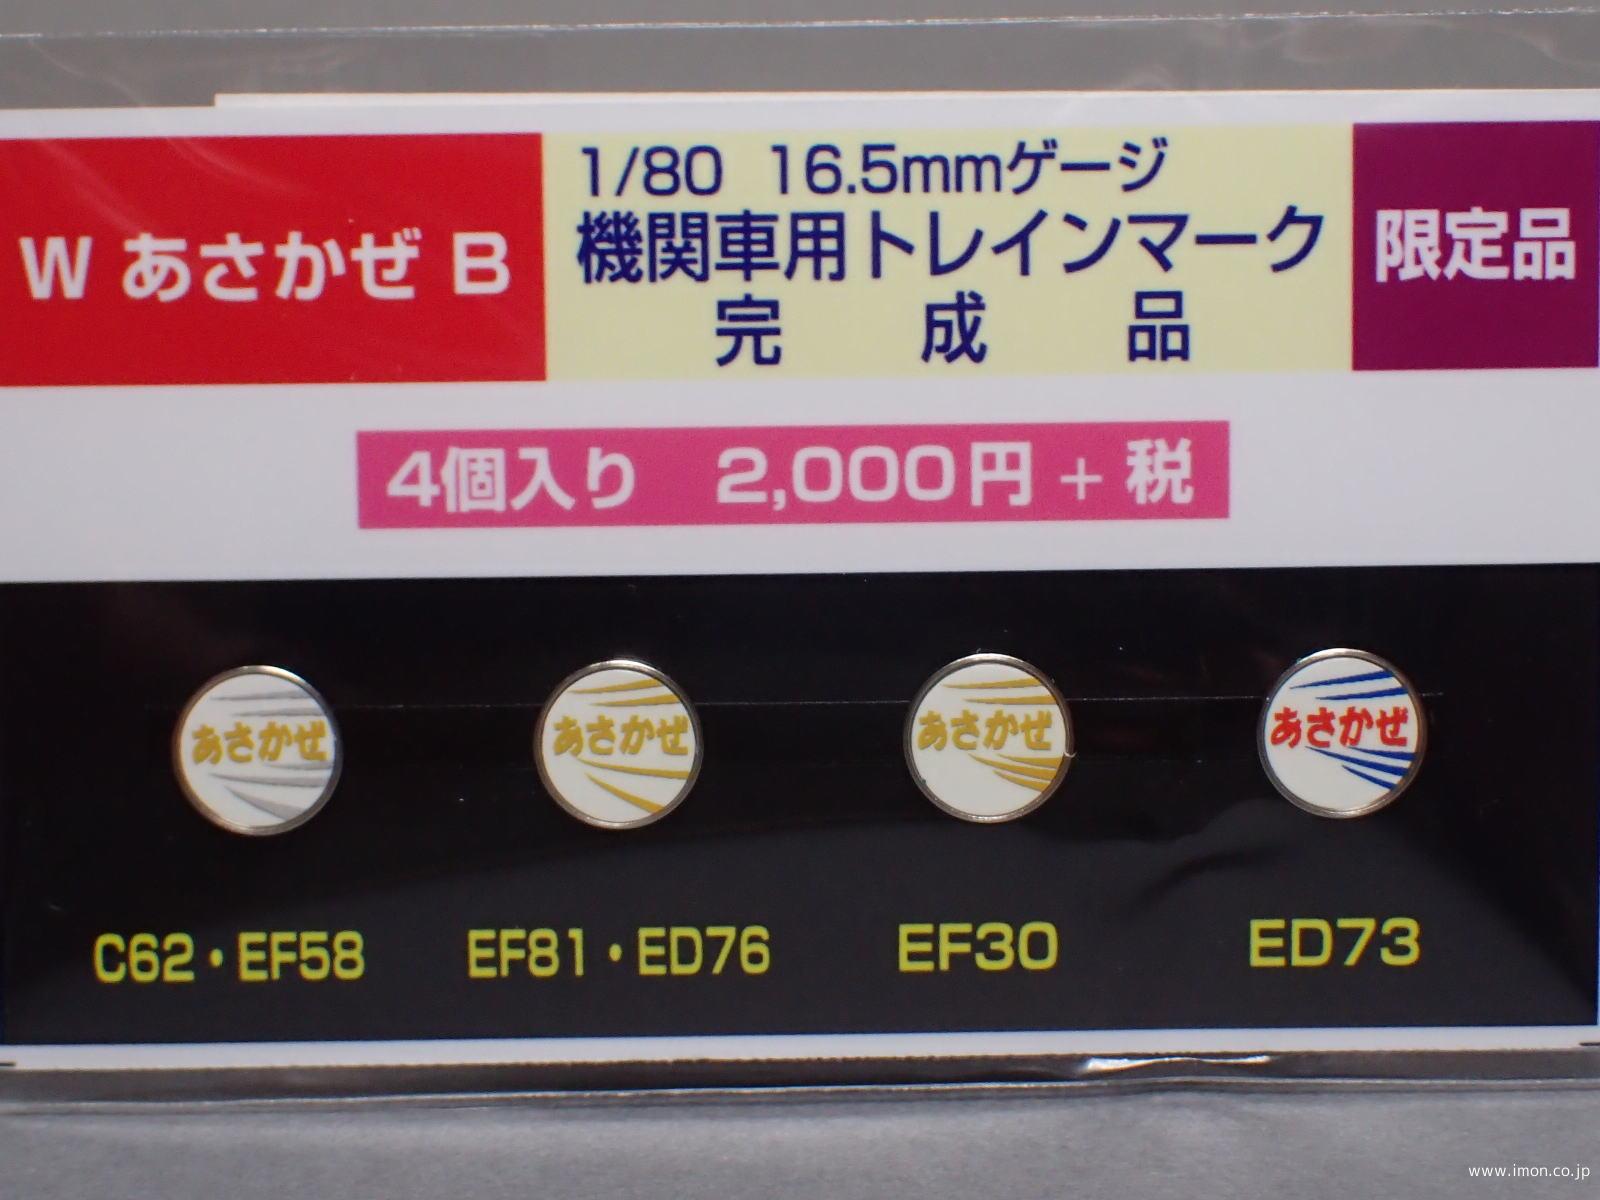 W あさかぜ B
1/80 16.5mmゲージ
機関車用トレインマーク
完成品
限定品
4個入り 2,000円＋税
あさかぜ
あさかぜ
あさかぜ
あさかぜ
C62・EF58
EF81・ED76
EF30
ED73
www.imon.co.jp